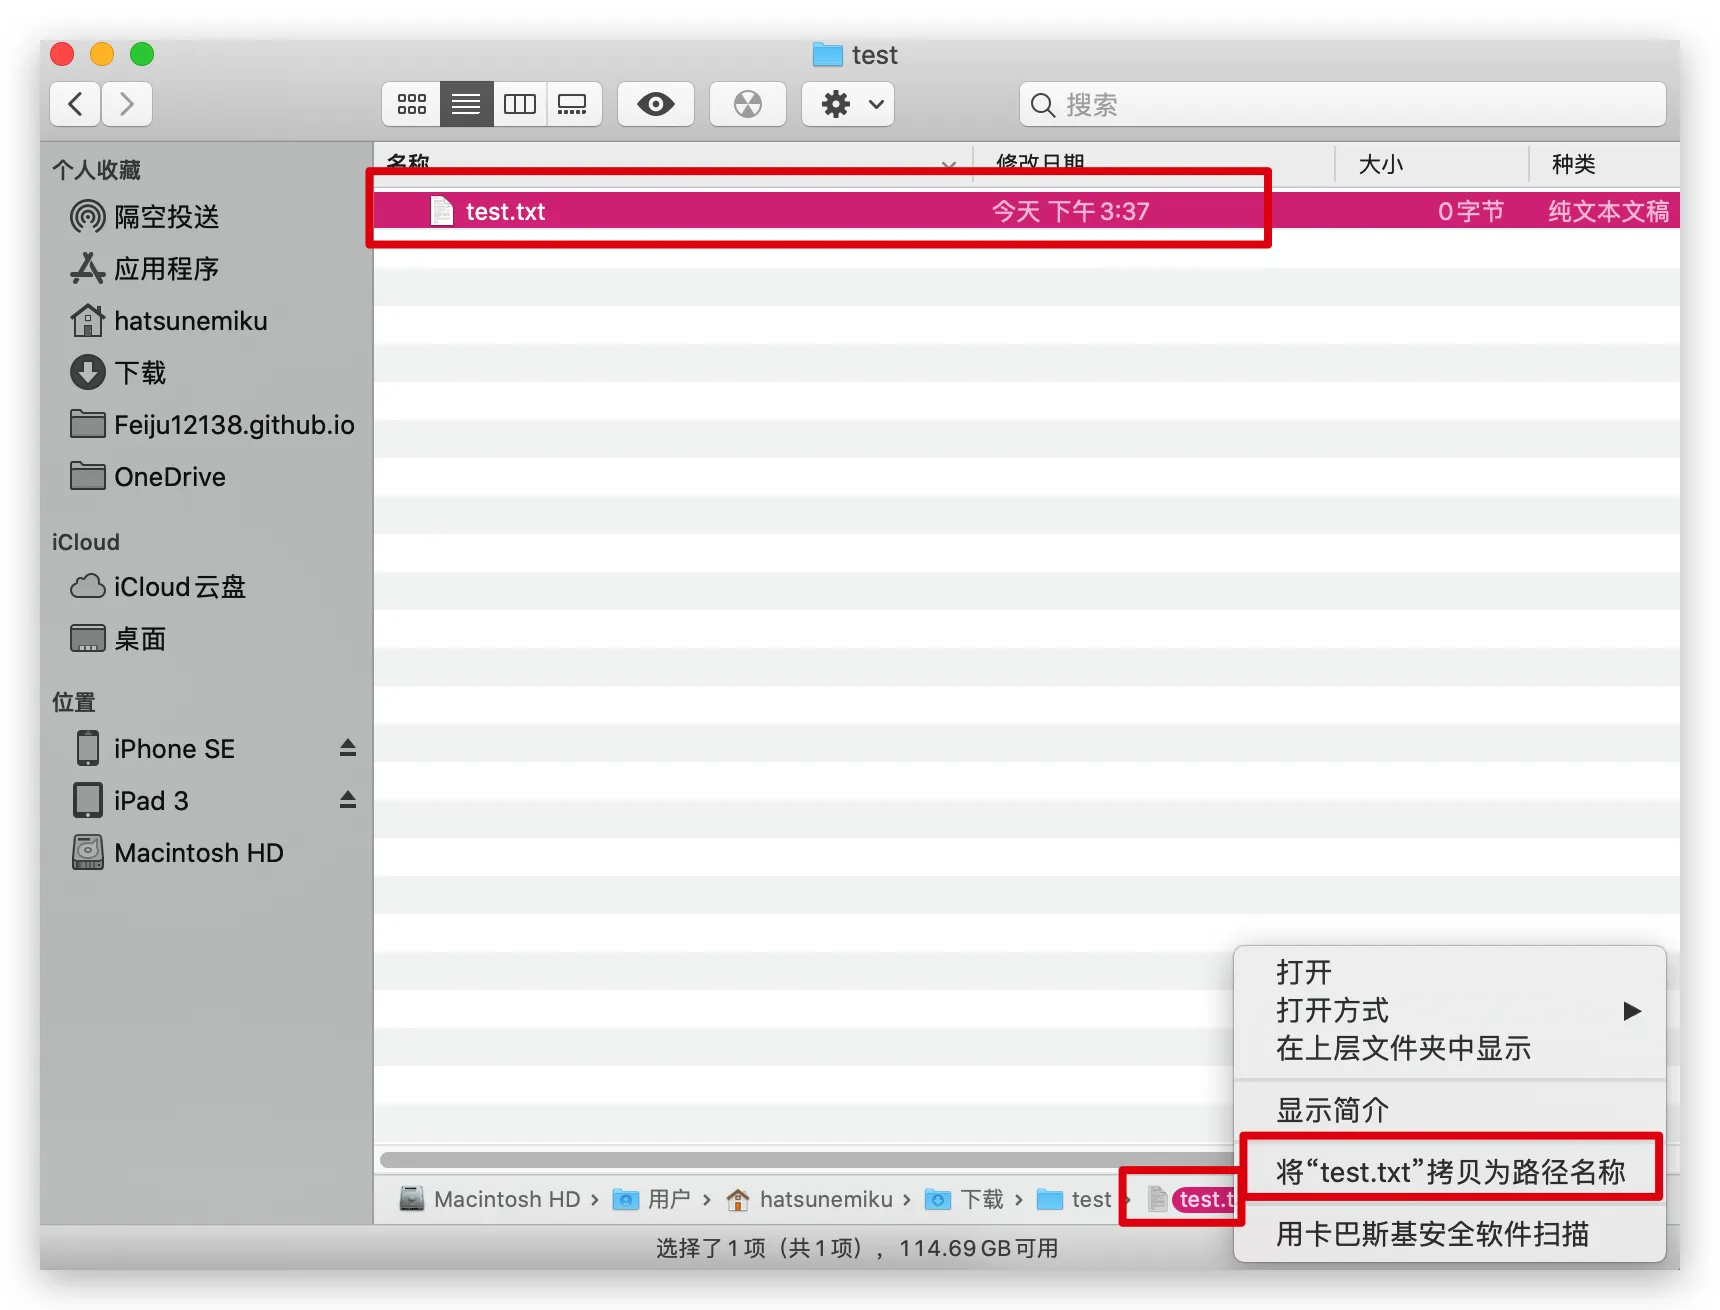 test
搜索
个人收藏
隔空投送
应用程序
hatsunemiku
下载
Feiju12138.github.io
OneDrive
iCloud
iCloud云盘
桌面
位置
iPhone SE
iPad 3
Macintosh HD
名称 修改日期 大小 种类
test.txt 今天 下午3:37 0字节 纯文本文稿
打开
打开方式
在上层文件夹中显示
显示简介
将“test.txt”拷贝为路径名称
用卡巴斯基安全软件扫描
Macintosh HD › 用户 › hatsunemiku › 下载 › test › test.t
选择了1项（共1项），114.69 GB可用